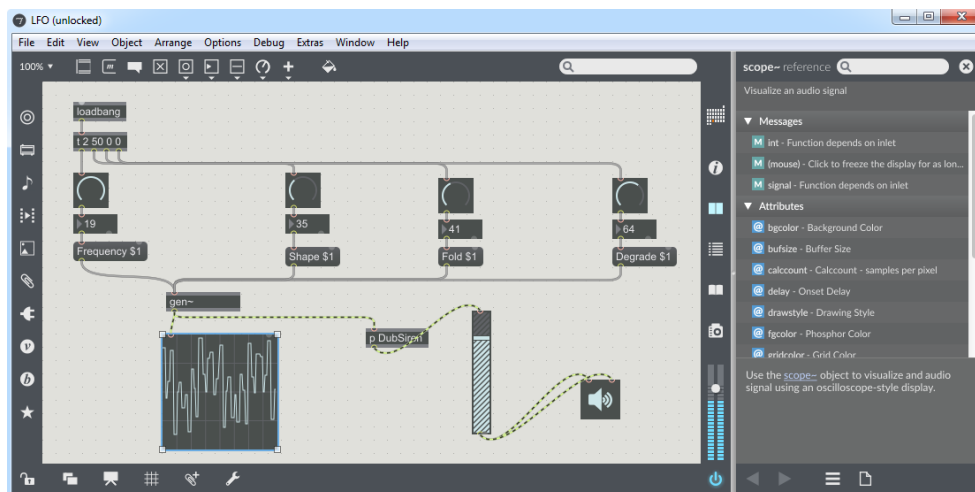 LFO (unlocked)
File Edit View Object Arrange Options Debug Extras Window Help
100%
loadbang
t 2 50 0 0
19
35
41
64
Frequency $1
Shape $1
Fold $1
Degrade $1
gen~
p DubSiren
scope~ reference
Visualize an audio signal
Messages
M int - Function depends on inlet
M (mouse) - Click to freeze the display for as lon...
M signal - Function depends on inlet
Attributes
@ bgcolor - Background Color
@ bufsize - Buffer Size
@ calccount - Calccount - samples per pixel
@ delay - Onset Delay
@ drawstyle - Drawing Style
@ fgcolor - Phosphor Color
@ gridcolor - Grid Color
Use the scope~ object to visualize and audio
signal using an oscilloscope-style display.